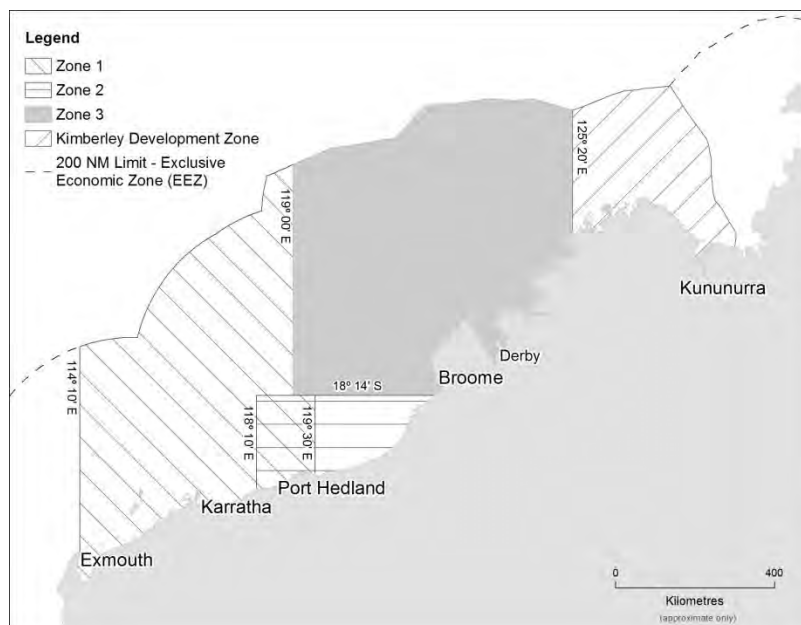 Legend
Zone 1
Zone 2
Zone 3
Kimberley Development Zone
200 NM Limit - Exclusive
Economic Zone (EEZ)
119° 00' E
125° 20' E
Kununurra
114° 10' E
Derby
Broome
18° 14' S
118° 10' E
119° 30' E
Port Hedland
Karratha
Exmouth
0 400
Kilometres
(approximate only)